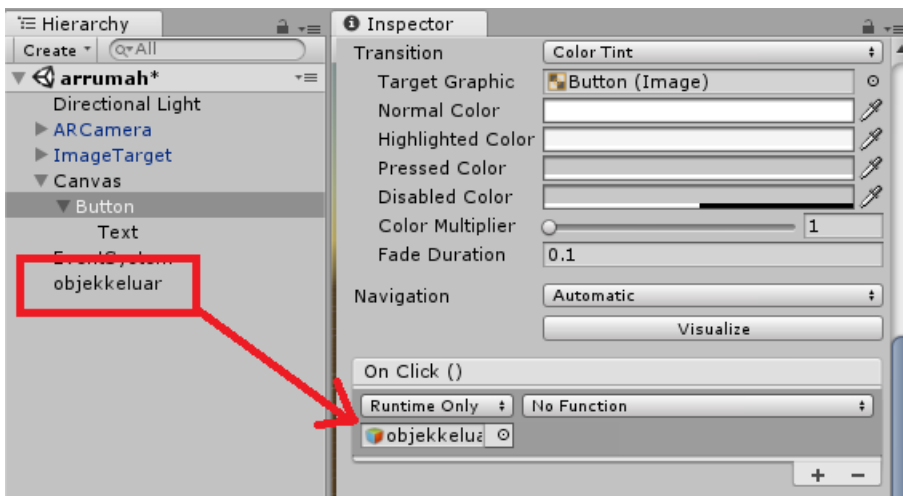 Hierarchy
Create
All
arrumah*
Directional Light
ARCamera
ImageTarget
Canvas
Button
Text
EventSystem
objekkeluar
Inspector
Transition Color Tint
Target Graphic Button (Image)
Normal Color
Highlighted Color
Pressed Color
Disabled Color
Color Multiplier 1
Fade Duration 0.1
Navigation Automatic
Visualize
On Click ()
Runtime Only No Function
objekkelua